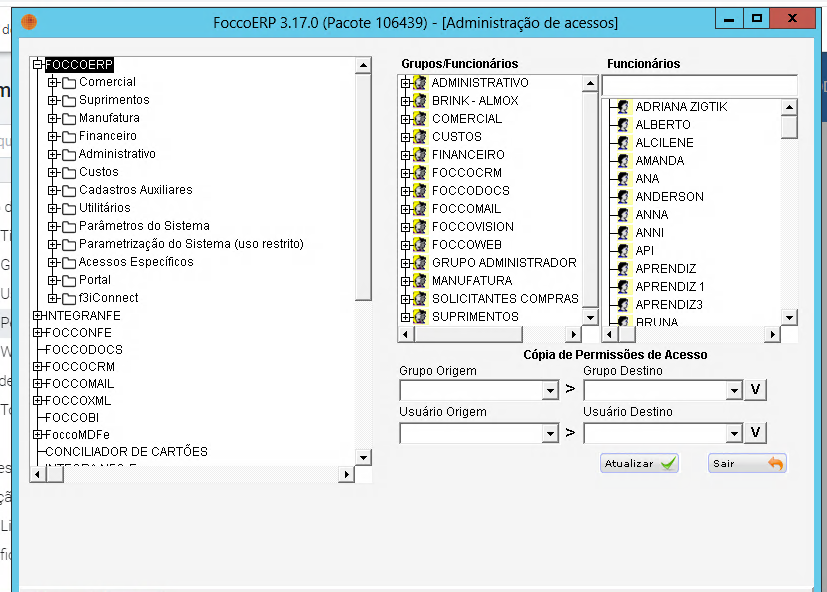 FoccoERP 3.17.0 (Pacote 106439) - [Administração de acessos]
FOCCOERP
Comercial
Suprimentos
Manufatura
Financeiro
Administrativo
Custos
Cadastros Auxiliares
Utilitários
Parâmetros do Sistema
Parametrização do Sistema (uso restrito)
Acessos Específicos
Portal
f3iConnect
INTEGRANFE
FOCCONFE
FOCCODOCS
FOCCOCRM
FOCCOMAIL
FOCCOXML
FOCCOBI
FoccoMDFe
CONCILIADOR DE CARTÕES
Grupos/Funcionários
ADMINISTRATIVO
BRINK - ALMOX
COMERCIAL
CUSTOS
FINANCEIRO
FOCCOCRM
FOCCODOCS
FOCCOMAIL
FOCCOVISION
FOCCOWEB
GRUPO ADMINISTRADOR
MANUFATURA
SOLICITANTES COMPRAS
SUPRIMENTOS
Funcionários
ADRIANA ZIGTIK
ALBERTO
ALCILENE
AMANDA
ANA
ANDERSON
ANNA
ANNI
API
APRENDIZ
APRENDIZ 1
APRENDIZ3
BRUNA
Cópia de Permissões de Acesso
Grupo Origem
Grupo Destino
> V
Usuário Origem
Usuário Destino
> V
Atualizar
Sair